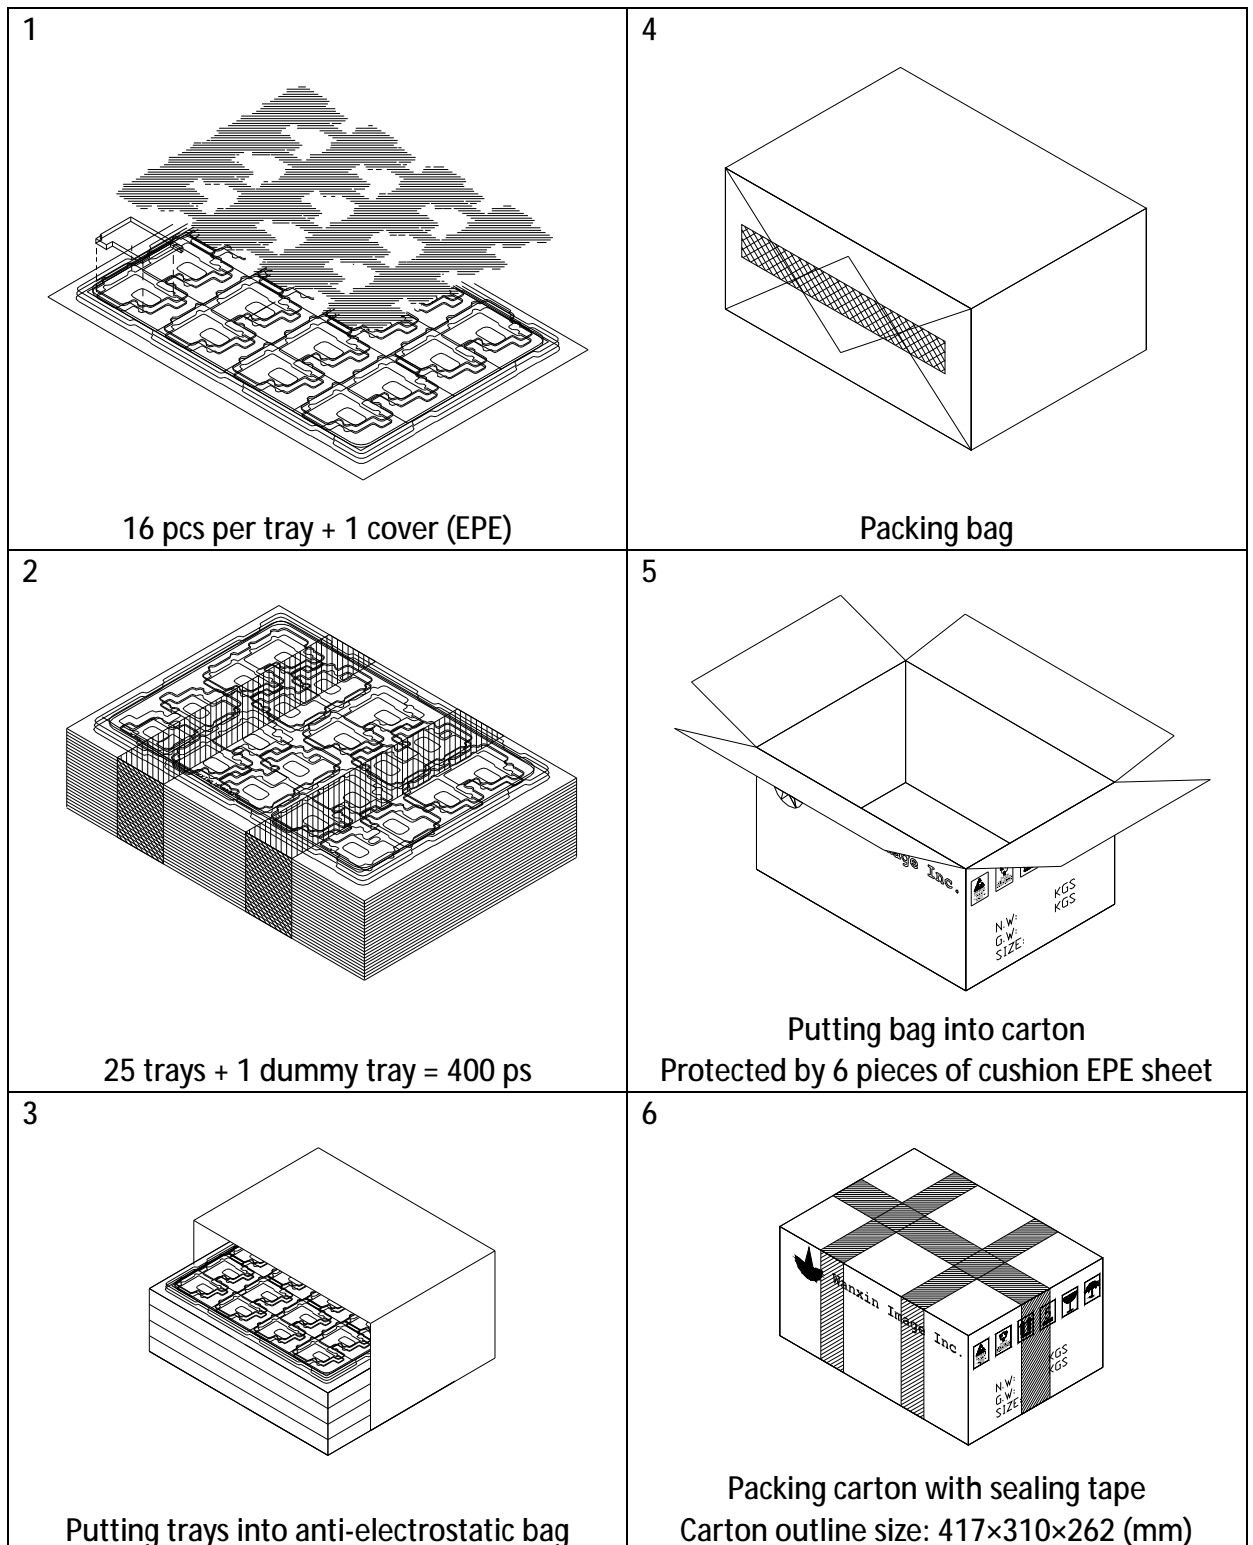 1
16 pcs per tray + 1 cover (EPE)
2
25 trays + 1 dummy tray = 400 ps
3
Putting trays into anti-electrostatic bag
4
Packing bag
5
Inc.
KGS
KGS
N.W:
G.W:
SIZE:
Putting bag into carton
Protected by 6 pieces of cushion EPE sheet
6
Wanxin Image Inc.
KGS
KGS
N.W:
G.W:
SIZE
Packing carton with sealing tape
Carton outline size: 417×310×262 (mm)